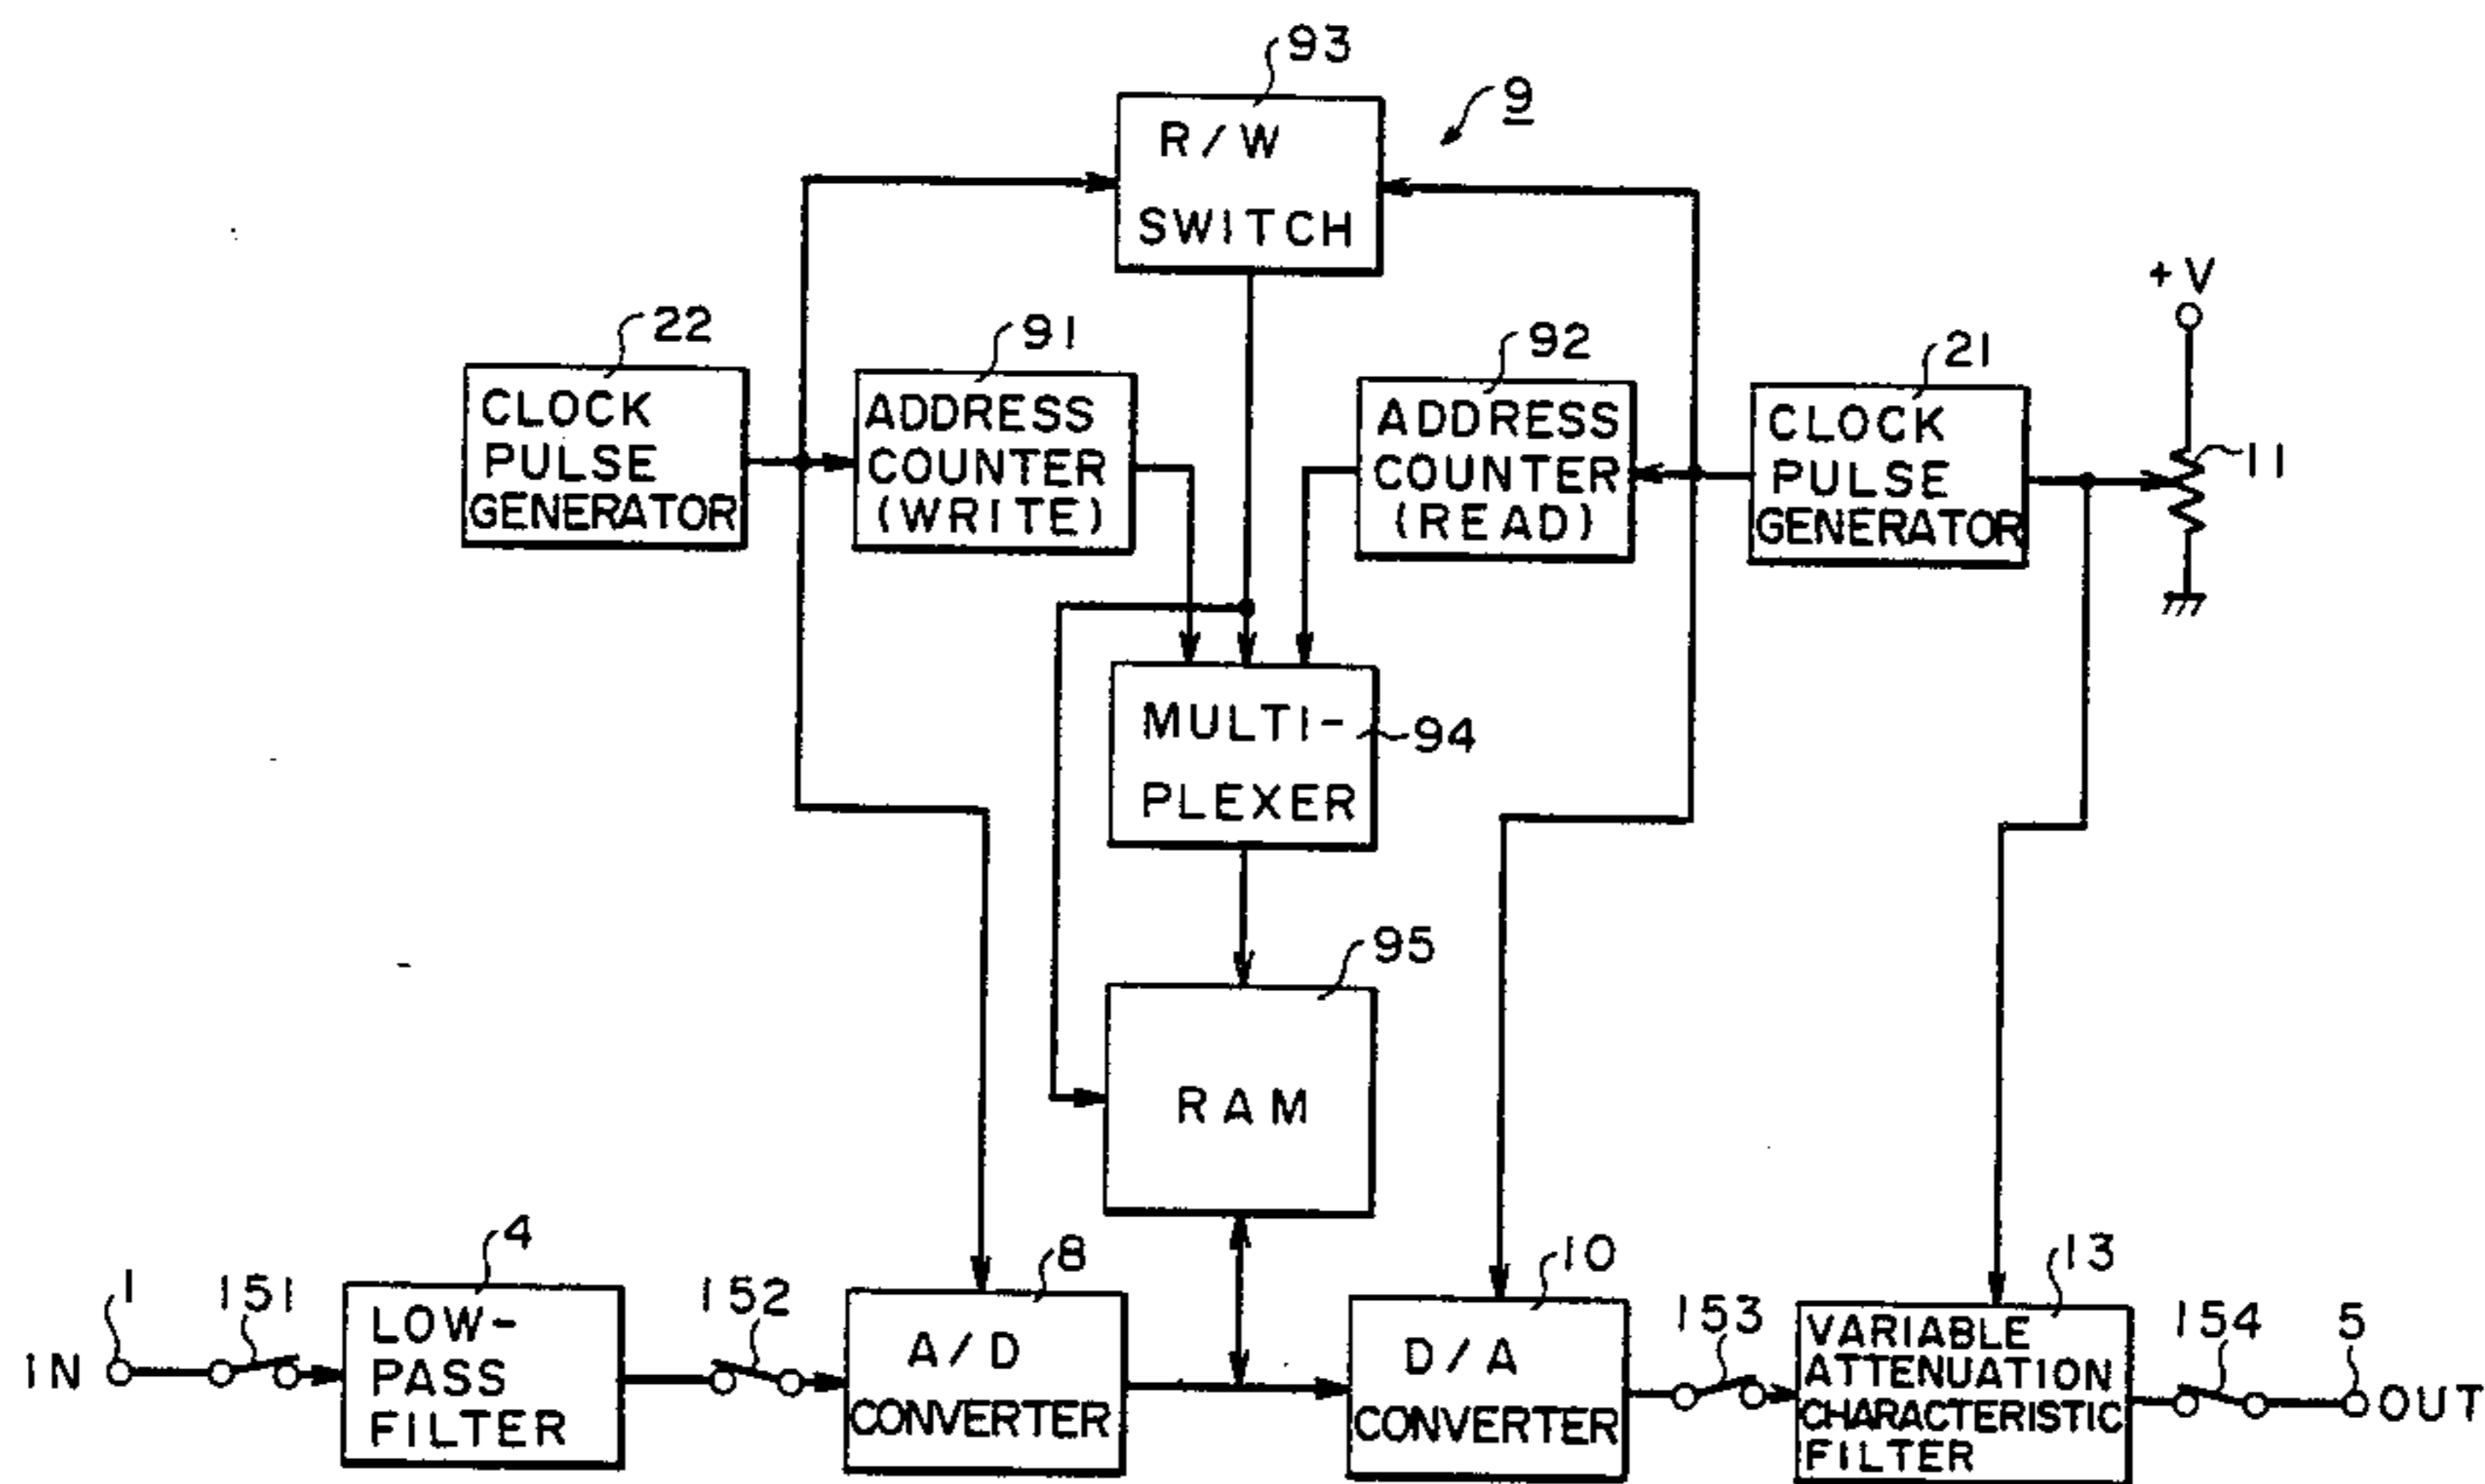 93
9
R/W
SWITCH
+V
22
91
92
21
CLOCK
PULSE
GENERATOR
ADDRESS
COUNTER
(WRITE)
ADDRESS
COUNTER
(READ)
CLOCK
PULSE
GENERATOR
11
MULTI-
PLEXER
94
95
RAM
1
151
4
152
8
10
153
13
154
5
IN
LOW-
PASS
FILTER
A/D
CONVERTER
D/A
CONVERTER
VARIABLE
ATTENUATION
CHARACTERISTIC
FILTER
OUT